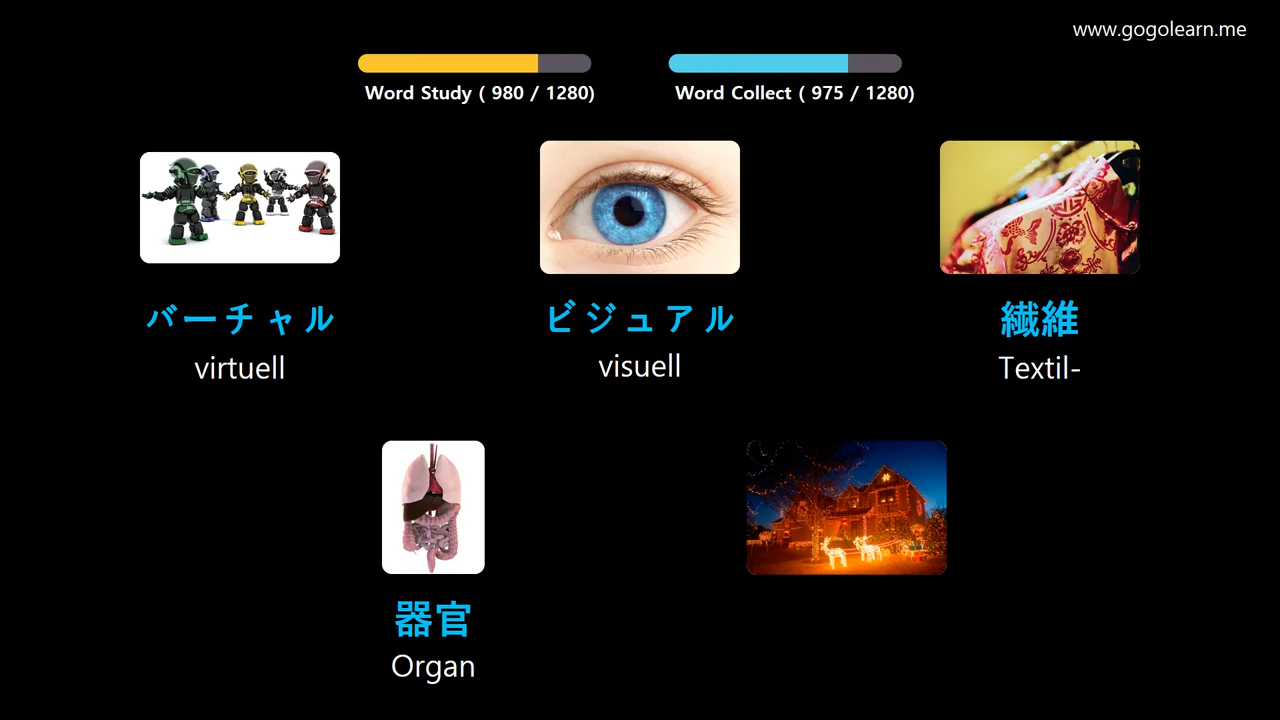 www.gogolearn.me
Word Study ( 980 / 1280)
Word Collect ( 975 / 1280)
バーチャル
virtuell
ビジュアル
visuell
繊維
Textil-
器官
Organ